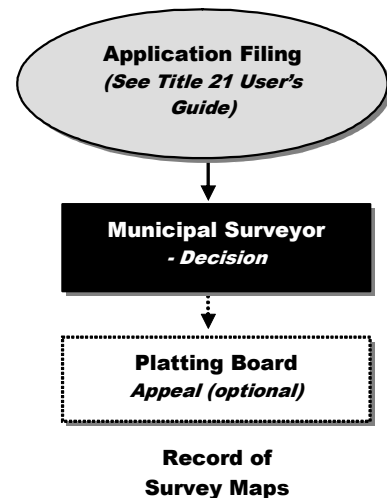 Application Filing
(See Title 21 User's
Guide)
Municipal Surveyor
- Decision
Platting Board
Appeal (optional)
Record of
Survey Maps